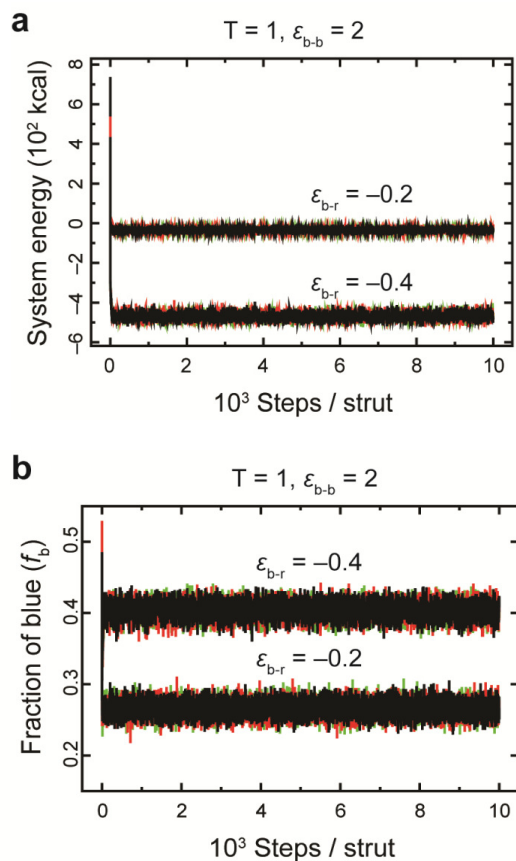 a
T = 1, εb-b = 2
System energy (10² kcal)
8
6
4
2
0
−2
−4
−6
εb-r = –0.2
εb-r = –0.4
0 2 4 6 8 10
10³ Steps / strut
b
T = 1, εb-b = 2
Fraction of blue (fb)
0.5
0.4
0.3
0.2
εb-r = –0.4
εb-r = –0.2
0 2 4 6 8 10
10³ Steps / strut